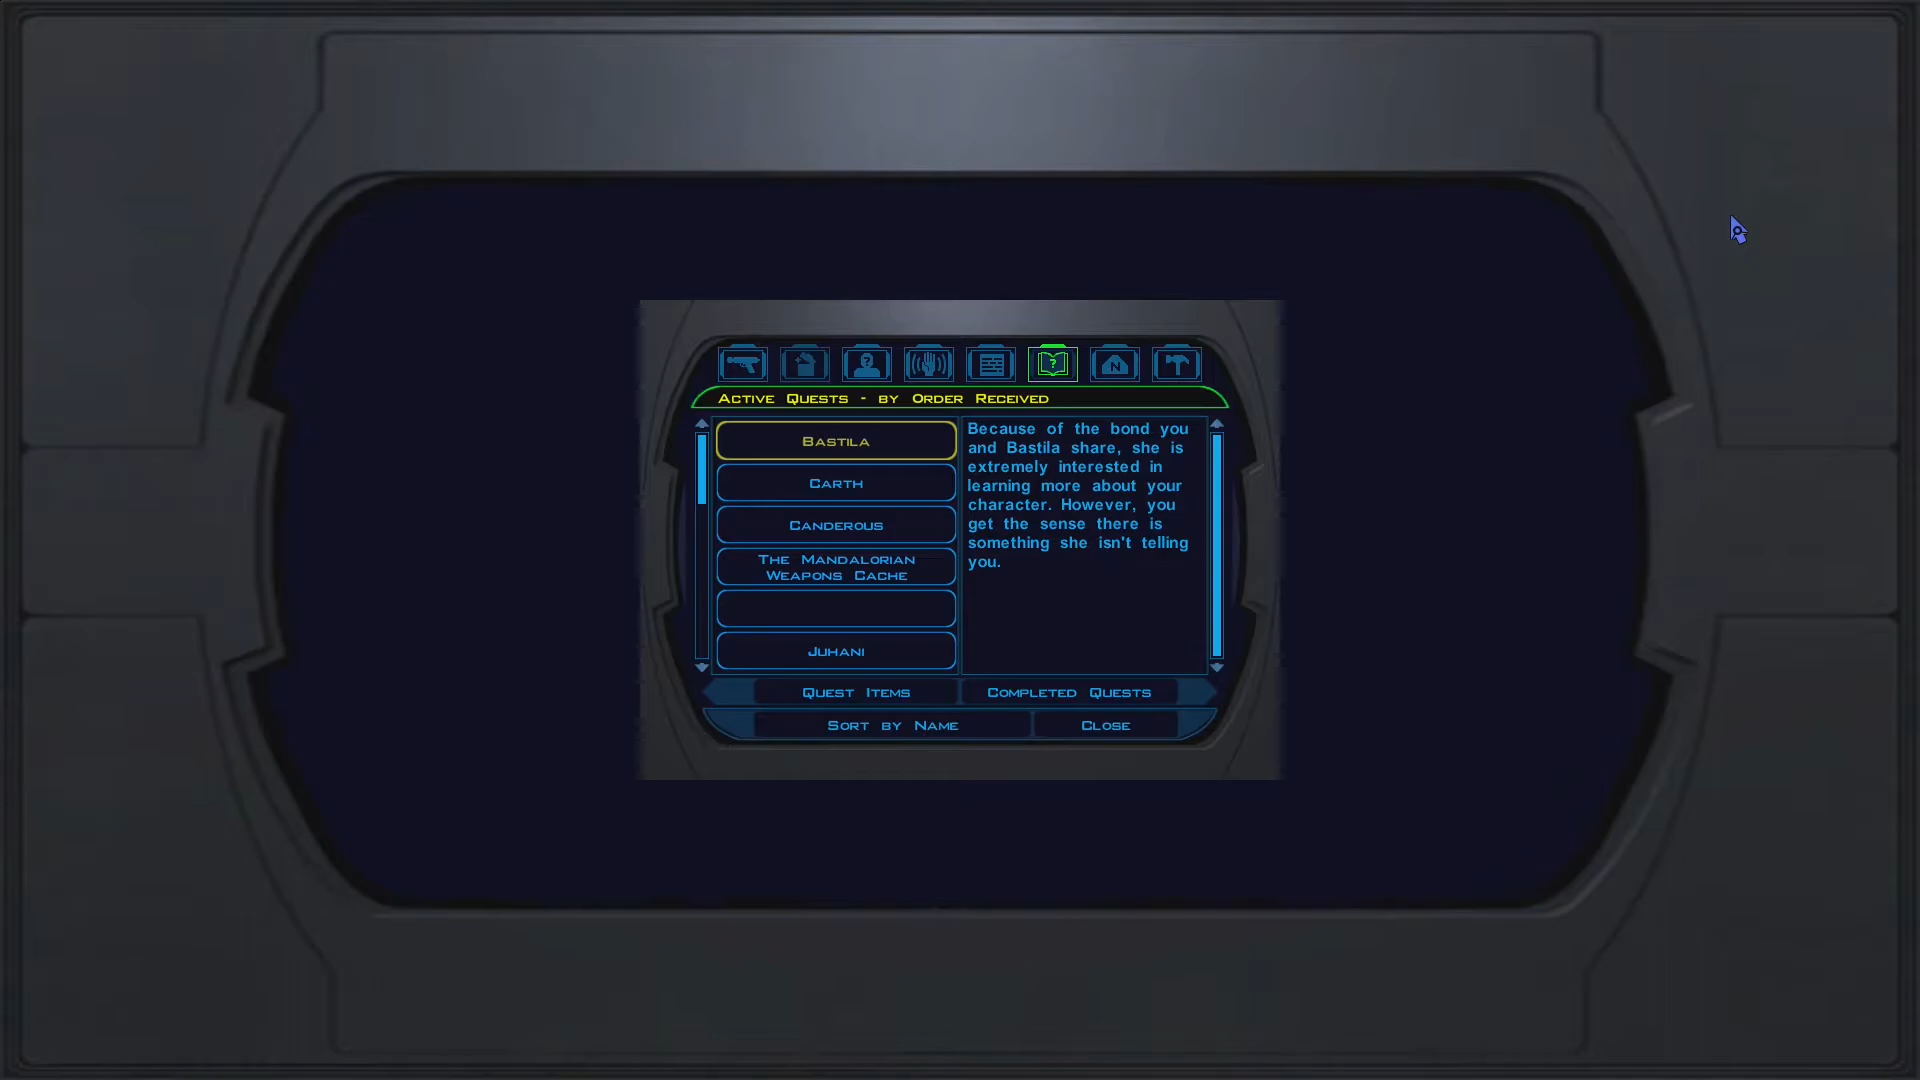 Active Quests - by Order Received
Bastila
Carth
Canderous
The Mandalorian
Weapons Cache
Juhani
Because of the bond you
and Bastila share, she is
extremely interested in
learning more about your
character. However, you
get the sense there is
something she isn't telling
you.
Quest Items
Completed Quests
Sort by Name
Close